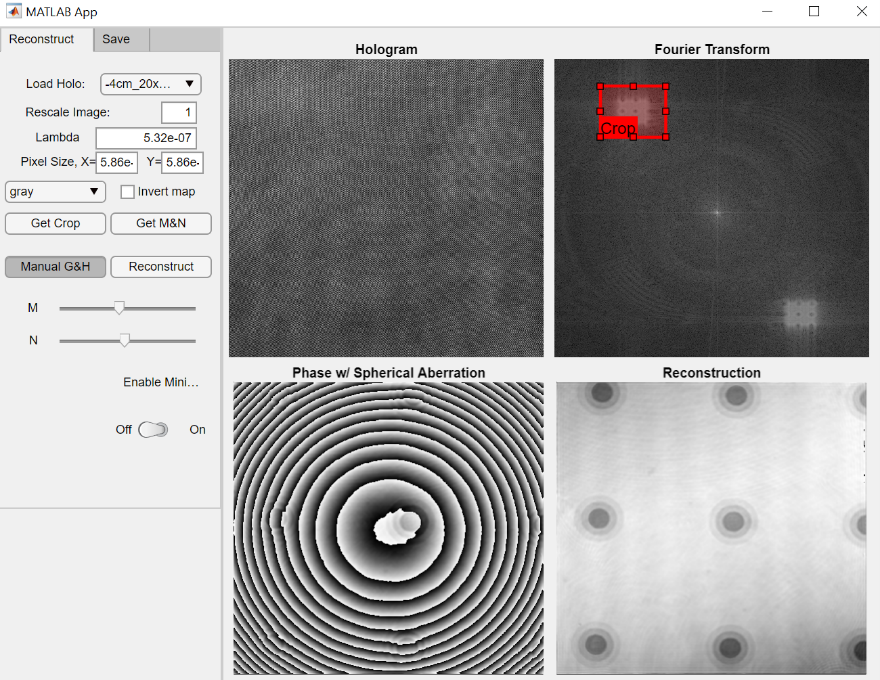 MATLAB App
Reconstruct Save
Load Holo: -4cm_20x...
Rescale Image: 1
Lambda 5.32e-07
Pixel Size, X= 5.86e- Y= 5.86e-
gray Invert map
Get Crop Get M&N
Manual G&H Reconstruct
M
N
Enable Mini...
Off On
Hologram
Fourier Transform
Crop
Phase w/ Spherical Aberration
Reconstruction